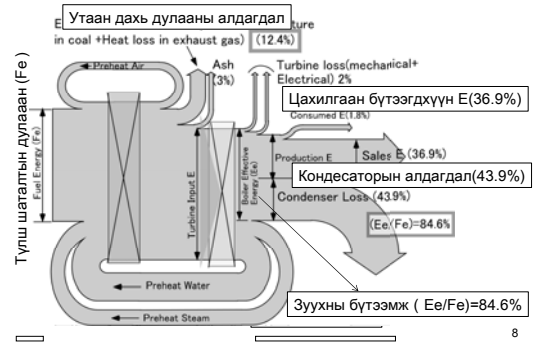 Утаан дахь дулааны алдагдал
in coal +Heat loss in exhaust gas)
(12.4%)
Preheat Air
Ash
(3%)
Turbine loss(mechanical+
Electrical) 2%
Цахилгаан бүтээгдхүүн E(36.9%)
Consumed E(1.8%)
Түлш шаталтын дулааан (Fe )
Fuel Energy (Fe)
Turbine Input E
Boiler Effective
Energy (Ee)
Production E
Sales E (36.9%)
Кондесаторын алдагдал(43.9%)
Condenser Loss (43.9%)
(Ee/Fe)=84.6%
Preheat Water
Preheat Steam
Зуухны бүтээмж ( Ee/Fe)=84.6%
8